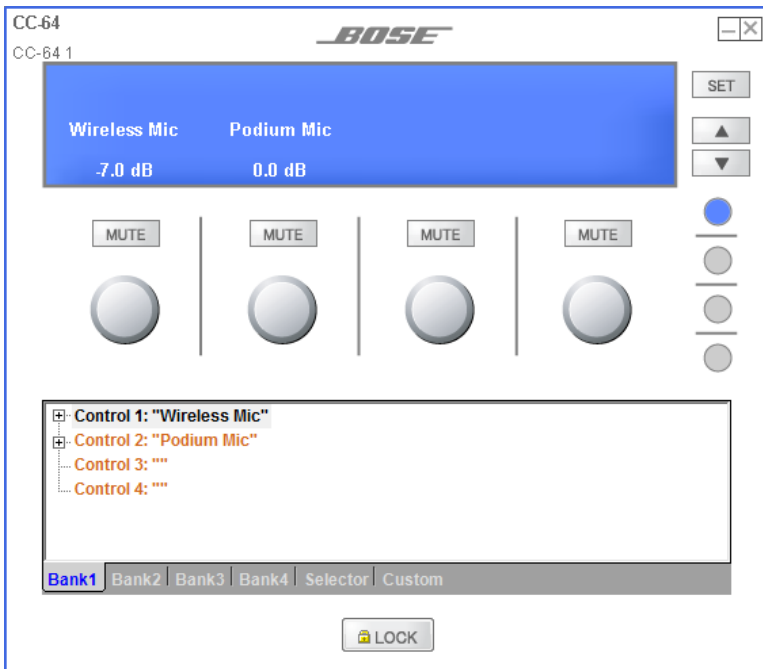 CC-64
BOSE
CC-64 1
SET
Wireless Mic Podium Mic
-7.0 dB 0.0 dB
MUTE MUTE MUTE MUTE
Control 1: "Wireless Mic"
Control 2: "Podium Mic"
Control 3: ""
Control 4: ""
Bank1 Bank2 Bank3 Bank4 Selector Custom
LOCK